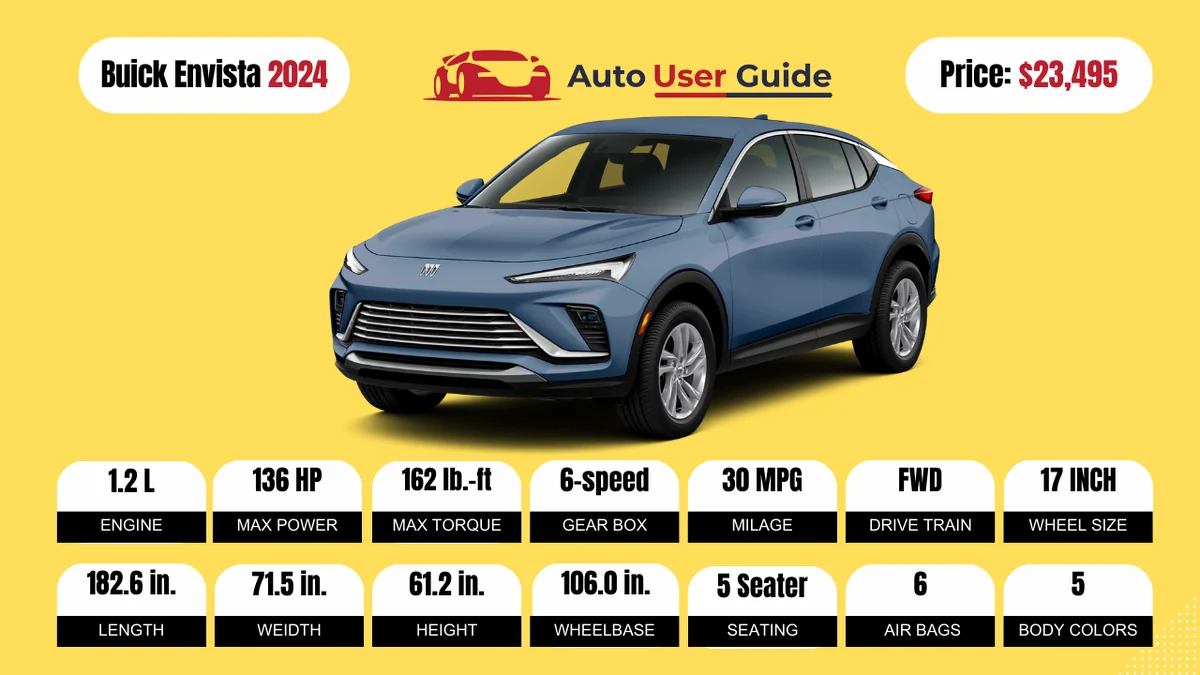 Buick Envista 2024
Auto User Guide
Price: $23,495
1.2 L
136 HP
162 lb.-ft
6-speed
30 MPG
FWD
17 INCH
ENGINE
MAX POWER
MAX TORQUE
GEAR BOX
MILAGE
DRIVE TRAIN
WHEEL SIZE
182.6 in.
71.5 in.
61.2 in.
106.0 in.
5 Seater
6
5
LENGTH
WEIDTH
HEIGHT
WHEELBASE
SEATING
AIR BAGS
BODY COLORS